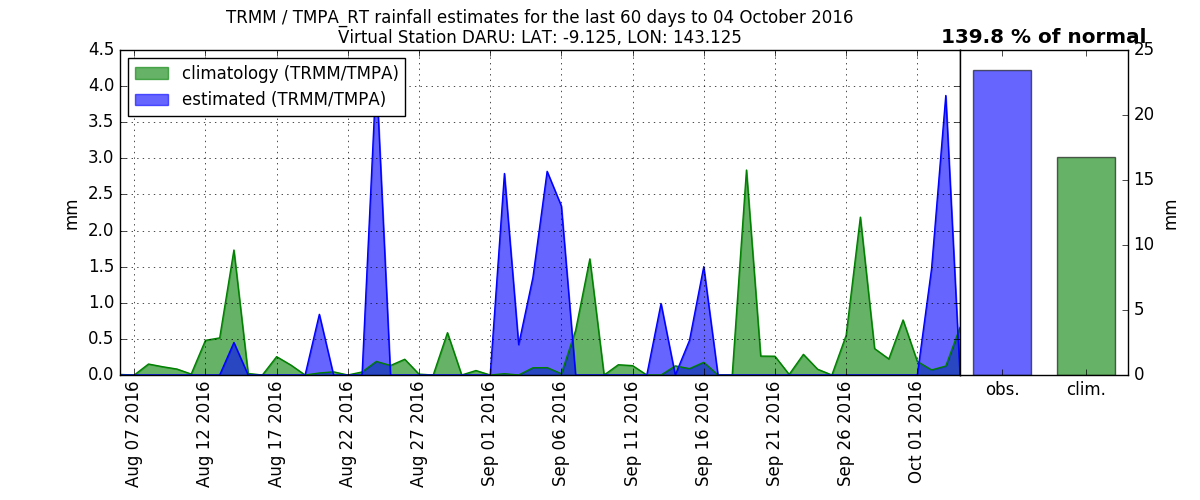 TRMM / TMPA_RT rainfall estimates for the last 60 days to 04 October 2016
Virtual Station DARU: LAT: -9.125, LON: 143.125
139.8 % of normal
climatology (TRMM/TMPA)
estimated (TRMM/TMPA)
mm
4.5
4.0
3.5
3.0
2.5
2.0
1.5
1.0
0.5
0.0
Aug 07 2016
Aug 12 2016
Aug 17 2016
Aug 22 2016
Aug 27 2016
Sep 01 2016
Sep 06 2016
Sep 11 2016
Sep 16 2016
Sep 21 2016
Sep 26 2016
Oct 01 2016
25
20
15
10
5
0
mm
obs.
clim.